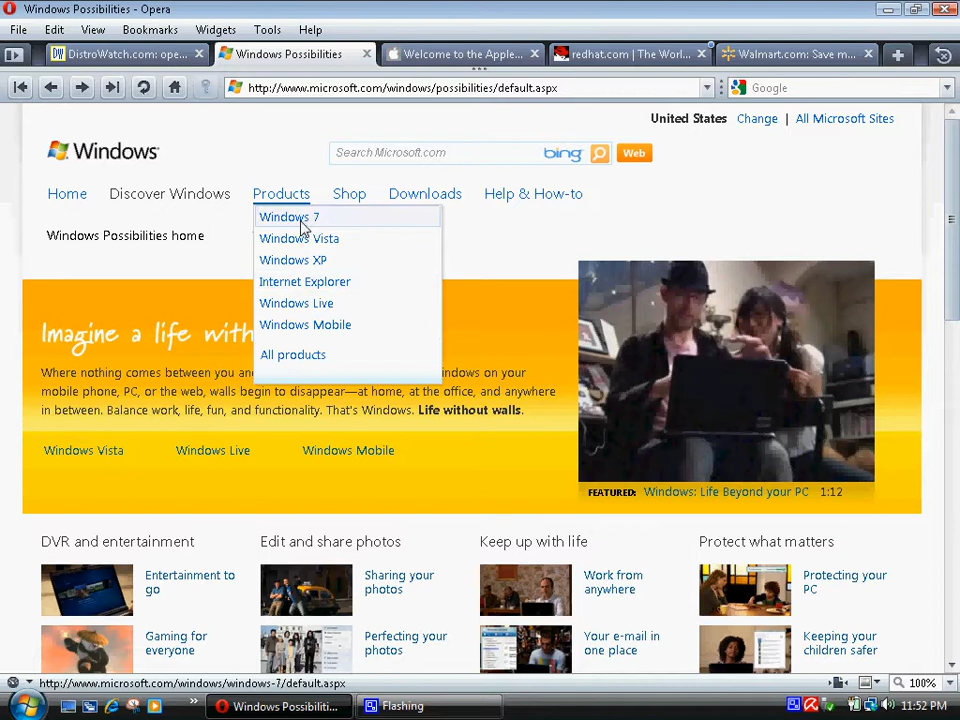 Windows Possibilities - Opera
File Edit View Bookmarks Widgets Tools Help
DistroWatch.com: ope... Windows Possibilities Welcome to the Apple... redhat.com | The Worl... Walmart.com: Save m...
http://www.microsoft.com/windows/possibilities/default.aspx Google
United States Change | All Microsoft Sites
Windows Search Microsoft.com bing Web
Home Discover Windows Products Shop Downloads Help & How-to
Windows 7
Windows Possibilities home
Windows Vista
Windows XP
Internet Explorer
Windows Live
Windows Mobile
All products
Imagine a life with
Where nothing comes between you and indows on your
mobile phone, PC, or the web, walls begin to disappear—at home, at the office, and anywhere
in between. Balance work, life, fun, and functionality. That's Windows. Life without walls.
Windows Vista Windows Live Windows Mobile
FEATURED: Windows: Life Beyond your PC 1:12
DVR and entertainment Edit and share photos Keep up with life Protect what matters
Entertainment to go
Sharing your photos
Work from anywhere
Protecting your PC
Gaming for everyone
Perfecting your photos
Your e-mail in one place
Keeping your children safer
http://www.microsoft.com/windows/windows-7/default.aspx 100%
Windows Possibiliti... Flashing 11:52 PM